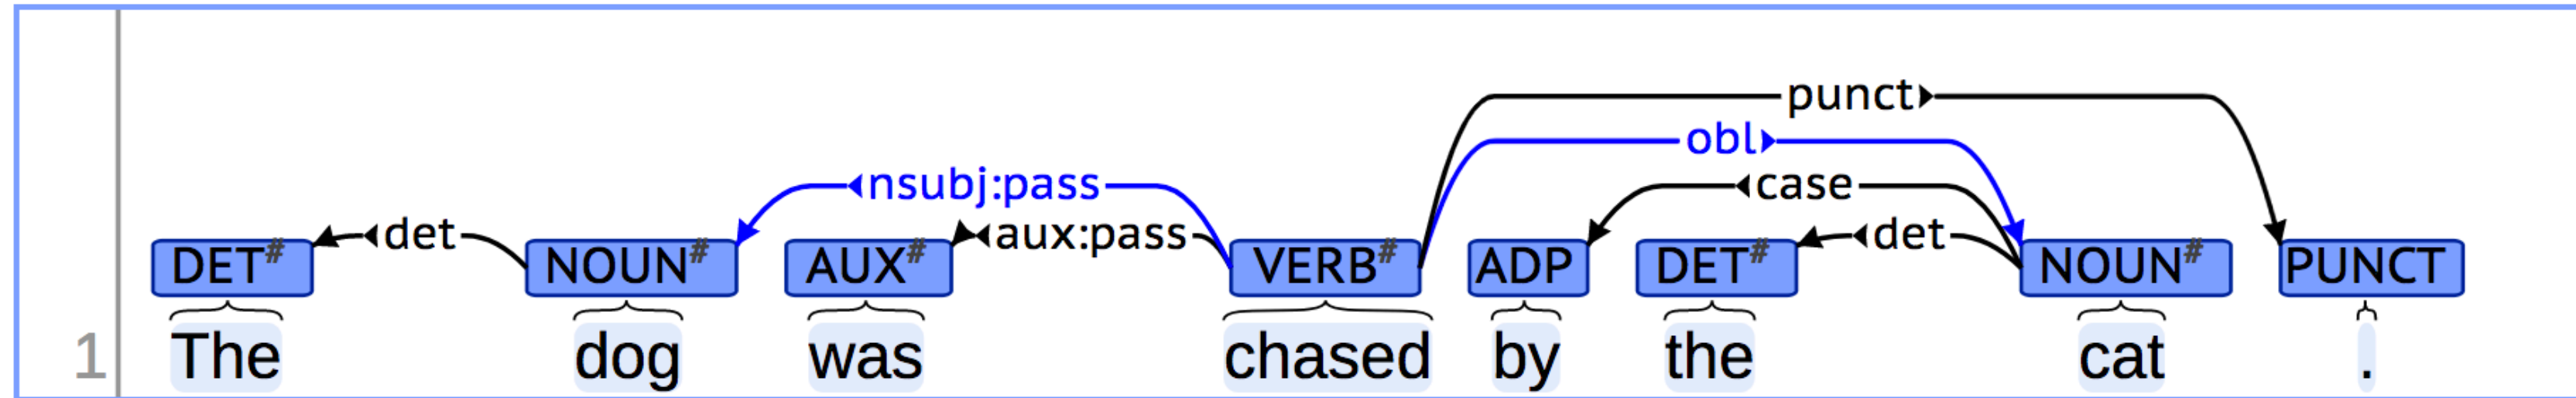 punct
obl
nsubj:pass case
det aux:pass det
DET# NOUN# AUX# VERB# ADP DET# NOUN# PUNCT
1 The dog was chased by the cat .